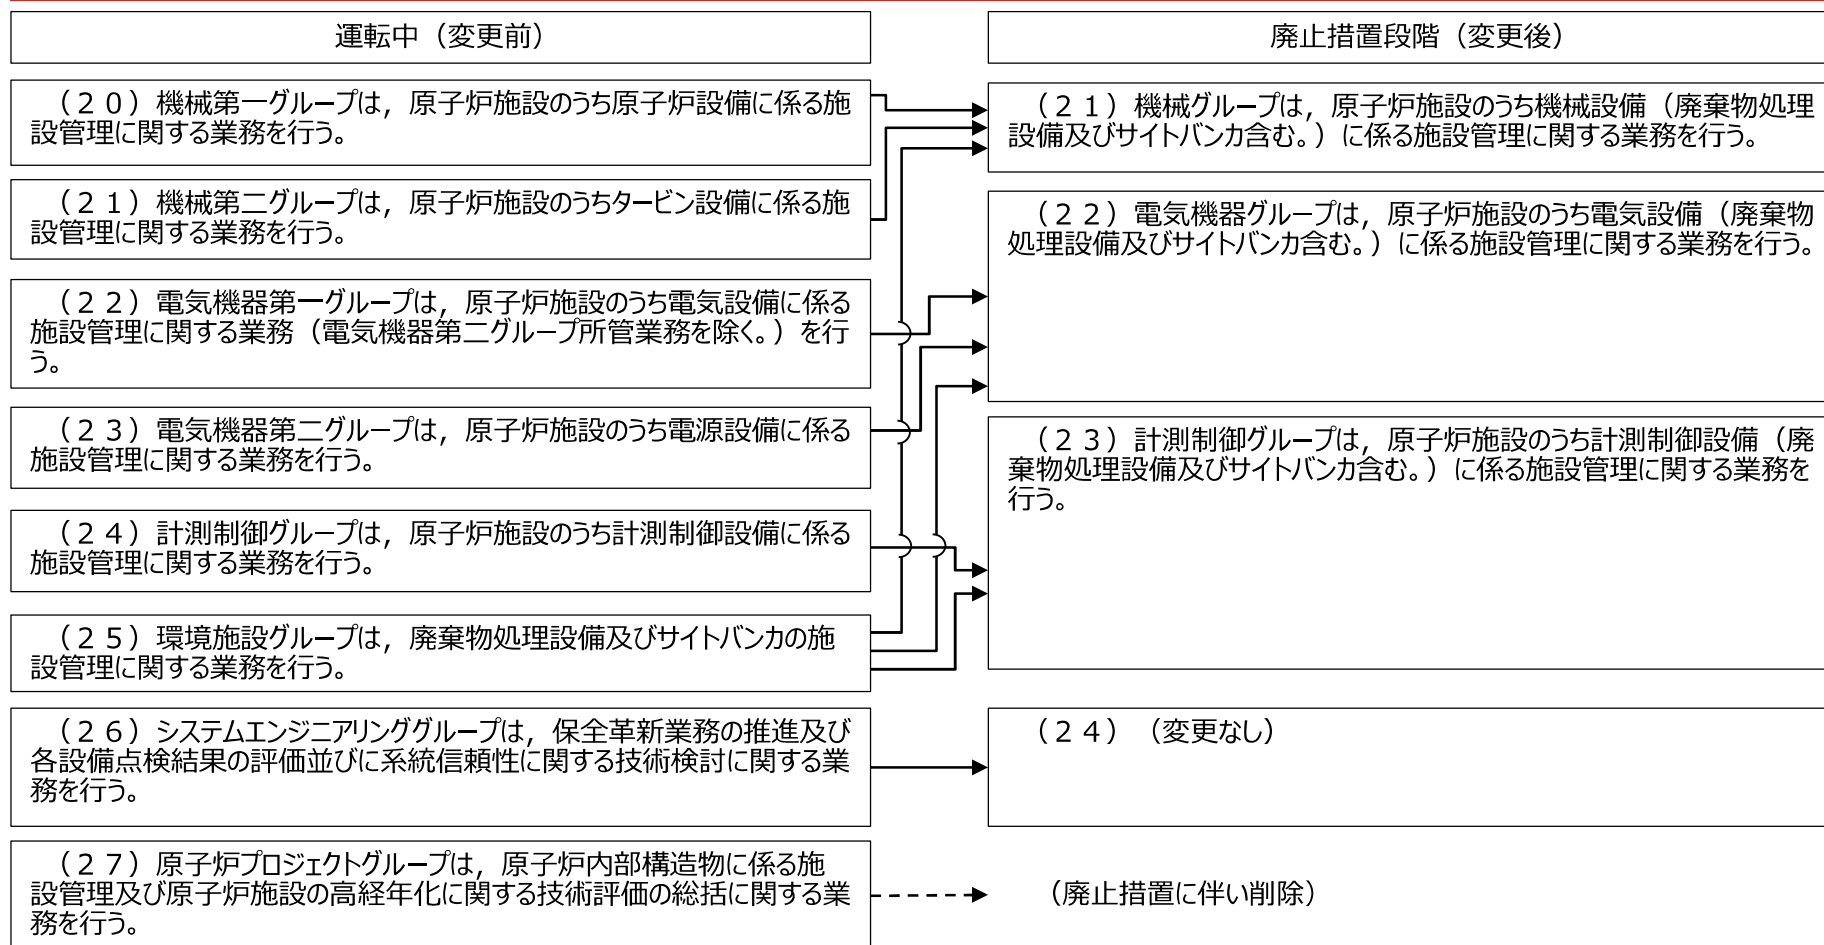 運転中（変更前）
（２０）機械第一グループは，原子炉施設のうち原子炉設備に係る施
設管理に関する業務を行う。
（２１）機械第二グループは，原子炉施設のうちタービン設備に係る施
設管理に関する業務を行う。
（２２）電気機器第一グループは，原子炉施設のうち電気設備に係る
施設管理に関する業務（電気機器第二グループ所管業務を除く。）を行
う。
（２３）電気機器第二グループは，原子炉施設のうち電源設備に係る
施設管理に関する業務を行う。
（２４）計測制御グループは，原子炉施設のうち計測制御設備に係る
施設管理に関する業務を行う。
（２５）環境施設グループは，廃棄物処理設備及びサイトバンカの施
設管理に関する業務を行う。
（２６）システムエンジニアリンググループは，保全革新業務の推進及び
各設備点検結果の評価並びに系統信頼性に関する技術検討に関する業
務を行う。
（２７）原子炉プロジェクトグループは，原子炉内部構造物に係る施
設管理及び原子炉施設の高経年化に関する技術評価の総括に関する業
務を行う。
廃止措置段階（変更後）
（２１）機械グループは，原子炉施設のうち機械設備（廃棄物処理
設備及びサイトバンカ含む。）に係る施設管理に関する業務を行う。
（２２）電気機器グループは，原子炉施設のうち電気設備（廃棄物
処理設備及びサイトバンカ含む。）に係る施設管理に関する業務を行う。
（２３）計測制御グループは，原子炉施設のうち計測制御設備（廃
棄物処理設備及びサイトバンカ含む。）に係る施設管理に関する業務を
行う。
（２４）（変更なし）
（廃止措置に伴い削除）